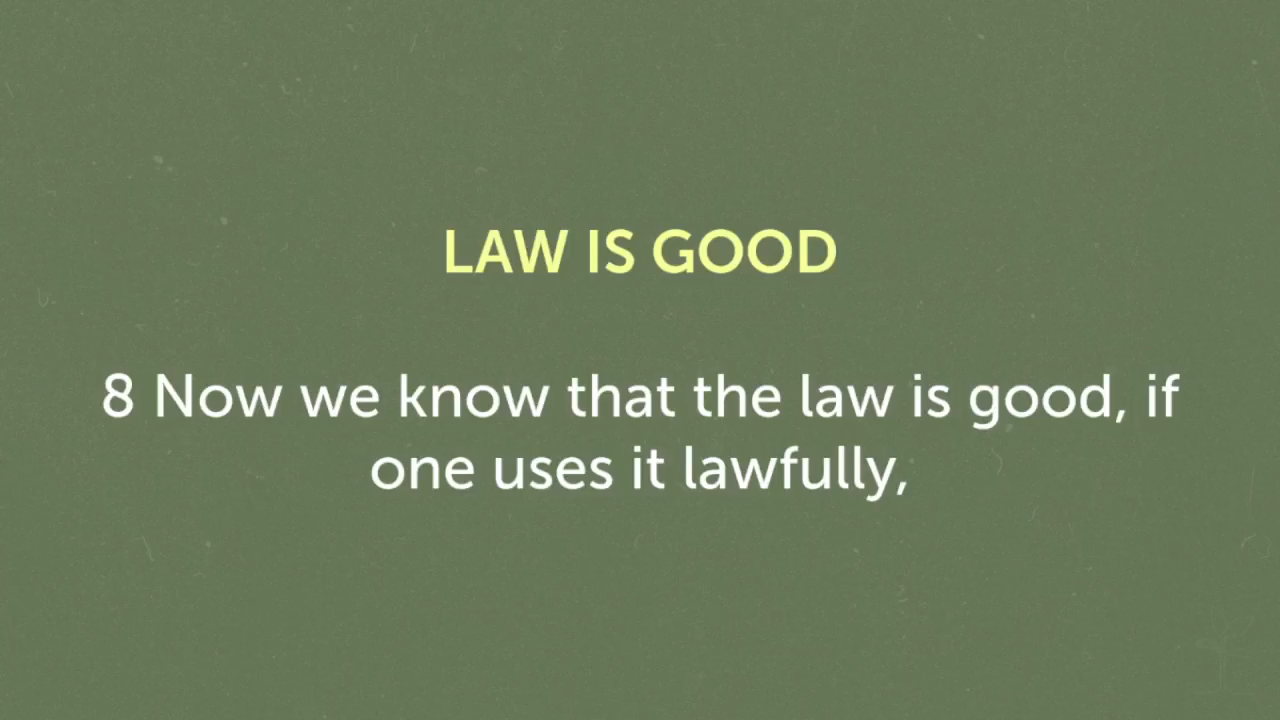 LAW IS GOOD
8 Now we know that the law is good, if
one uses it lawfully,